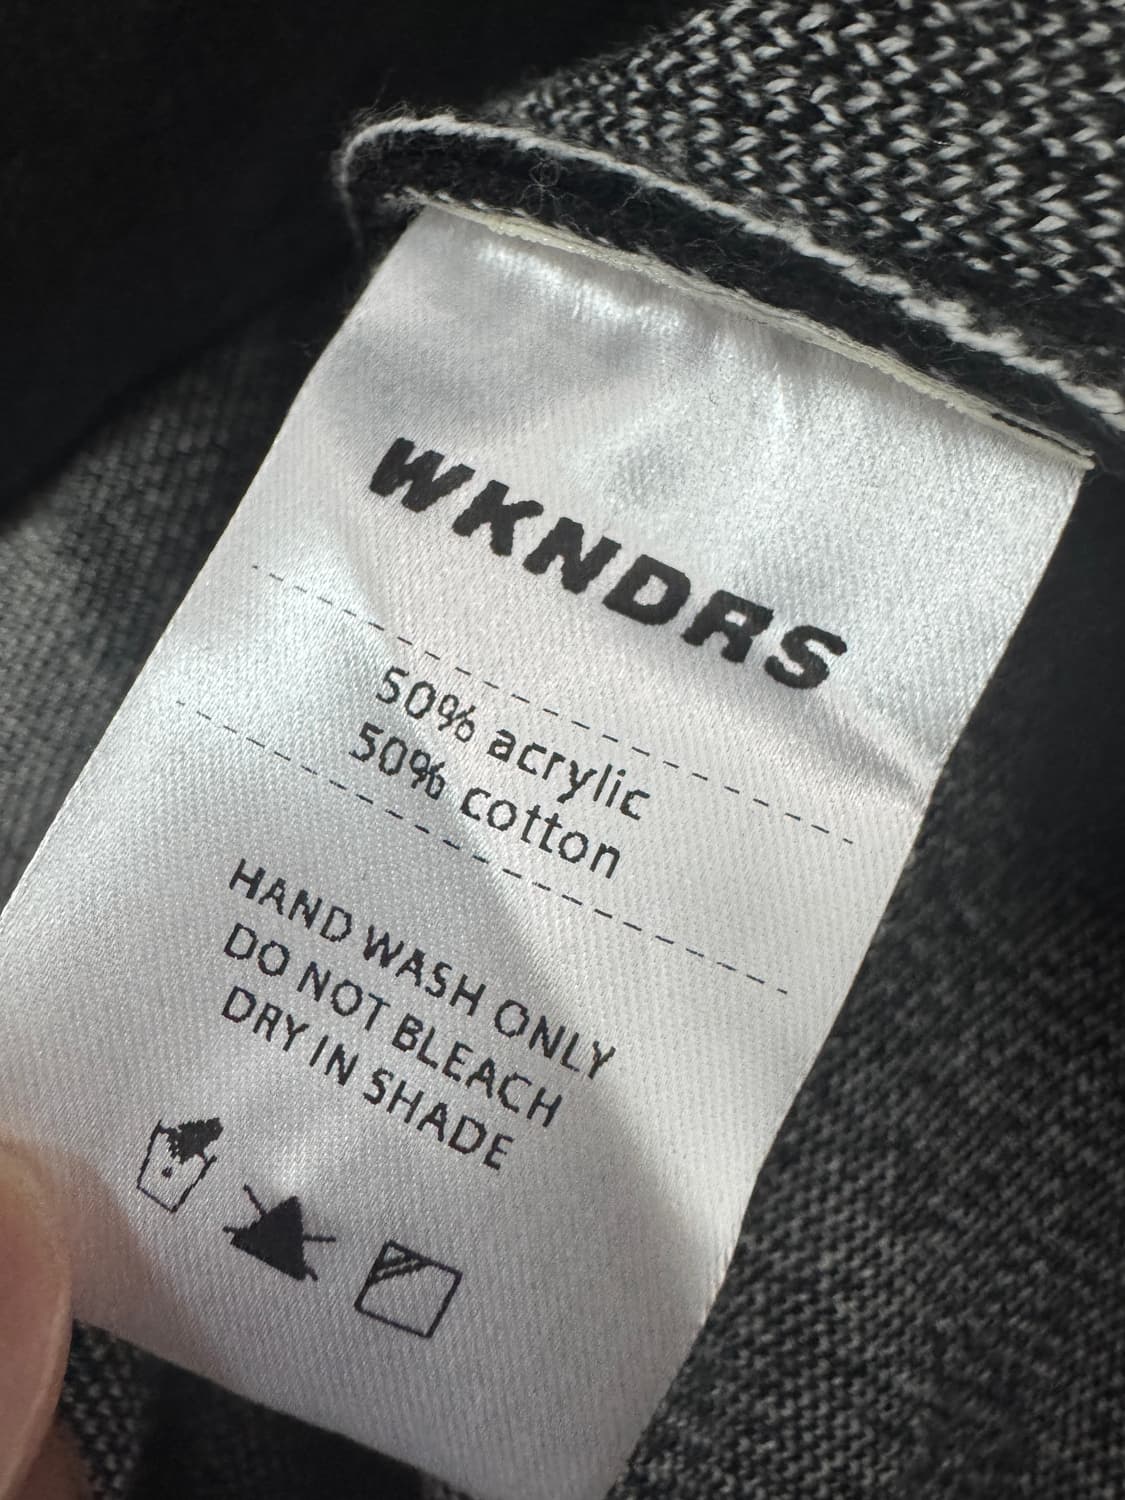 WKNDRS
50% acrylic
50% cotton
HAND WASH ONLY
DO NOT BLEACH
DRY IN SHADE